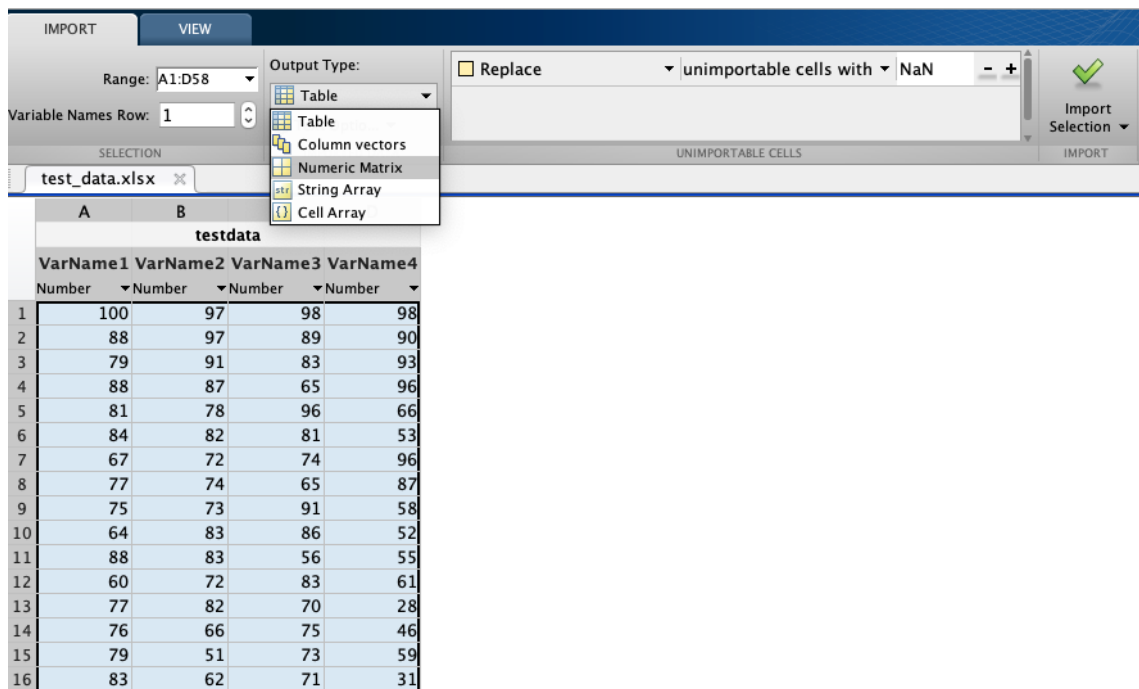 IMPORT VIEW
Range: A1:D58
Variable Names Row: 1
SELECTION
Output Type:
Table
Table
Column vectors
Numeric Matrix
str String Array
{} Cell Array
Replace unimportable cells with NaN - +
UNIMPORTABLE CELLS
Import
Selection
IMPORT
test_data.xlsx
A B
testdata
VarName1 VarName2 VarName3 VarName4
Number Number Number Number
1 100 97 98 98
2 88 97 89 90
3 79 91 83 93
4 88 87 65 96
5 81 78 96 66
6 84 82 81 53
7 67 72 74 96
8 77 74 65 87
9 75 73 91 58
10 64 83 86 52
11 88 83 56 55
12 60 72 83 61
13 77 82 70 28
14 76 66 75 46
15 79 51 73 59
16 83 62 71 31